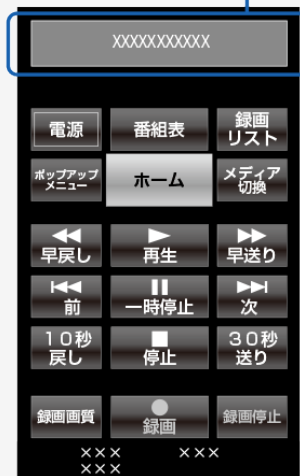 XXXXXXXXXXX
電源
番組表
録画
リスト
ポップアップ
メニュー
ホーム
メディア
切換
早戻し
再生
早送り
前
一時停止
次
10秒
戻し
停止
30秒
送り
録画画質
録画
録画停止
××× ×××
×××